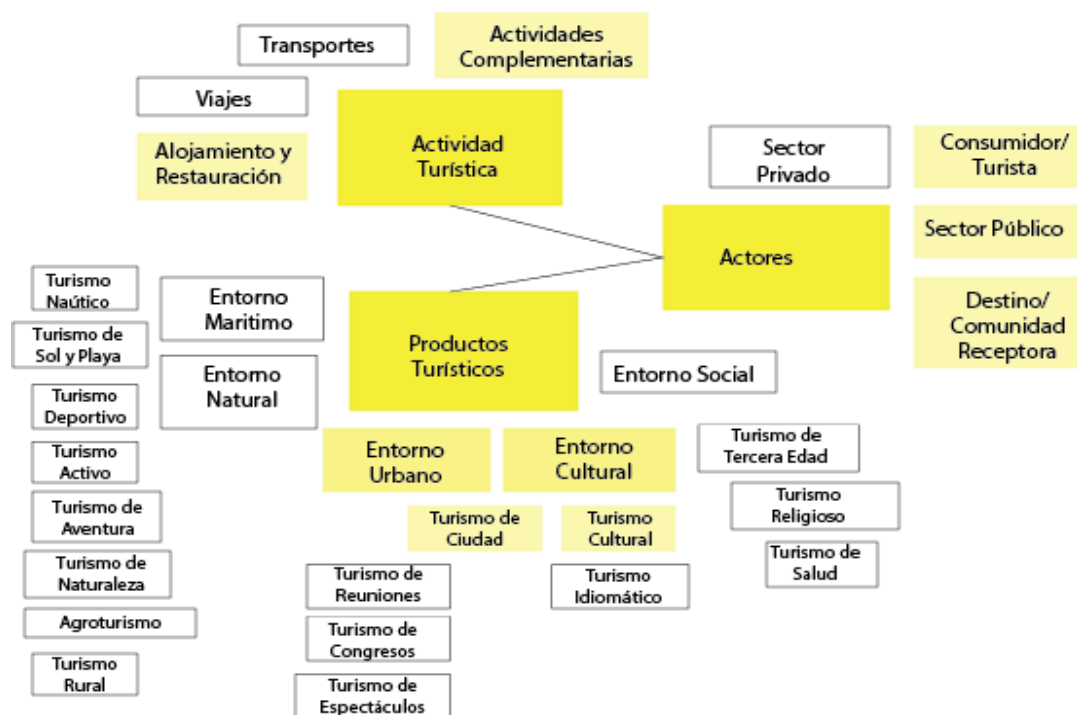 Transportes
Actividades
Complementarias
Viajes
Alojamiento y
Restauración
Actividad
Turística
Sector
Privado
Consumidor/
Turista
Actores
Sector Público
Destino/
Comunidad
Receptora
Turismo
Naútico
Entorno
Maritimo
Turismo de
Sol y Playa
Entorno
Natural
Productos
Turísticos
Entorno Social
Turismo
Deportivo
Turismo
Activo
Entorno
Urbano
Entorno
Cultural
Turismo de
Tercera Edad
Turismo de
Aventura
Turismo de
Ciudad
Turismo
Cultural
Turismo
Religioso
Turismo de
Naturaleza
Turismo de
Reuniones
Turismo
Idiomático
Turismo de
Salud
Agroturismo
Turismo de
Congresos
Turismo
Rural
Turismo de
Espectáculos